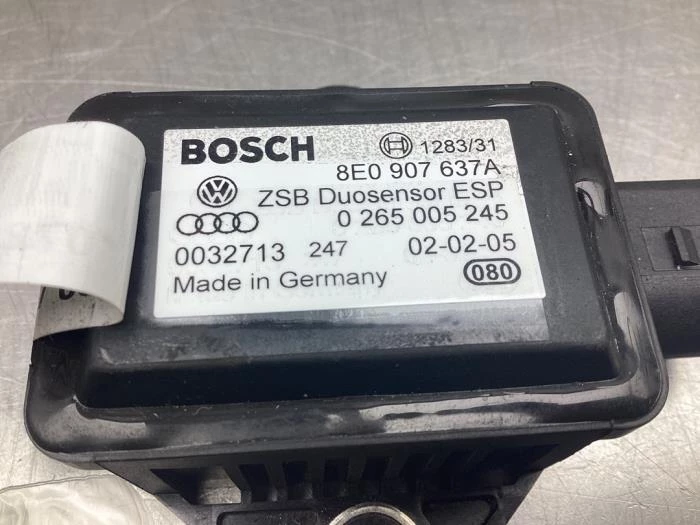 BOSCH 1283/31
8E0 907 637A
ZSB Duosensor ESP
0 265 005 245
0032713 247 02-02-05
Made in Germany 080